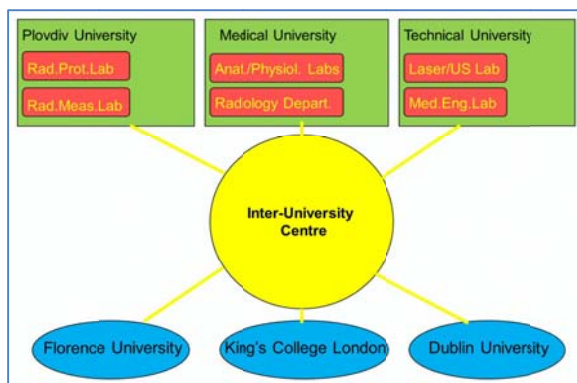 Plovdiv University
Rad.Prot.Lab
Rad.Meas.Lab
Medical University
Anat./Physiol. Labs
Radiology Depart.
Technical University
Laser/US Lab
Med.Eng.Lab
Inter-University
Centre
Florence University
King's College London
Dublin University